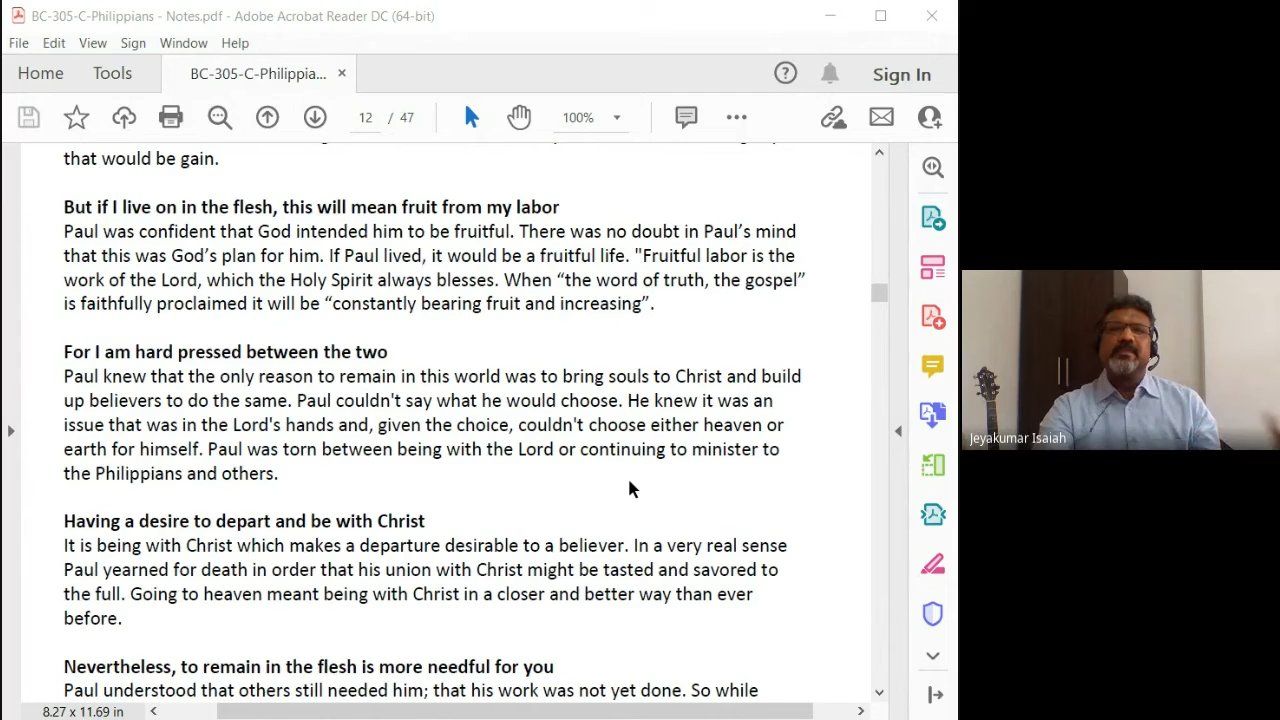 BC-305-C-Philippians - Notes.pdf - Adobe Acrobat Reader DC (64-bit)
File Edit View Sign Window Help
Home Tools BC-305-C-Philippia... × Sign In
12 / 47 100%
that would be gain.
But if I live on in the flesh, this will mean fruit from my labor
Paul was confident that God intended him to be fruitful. There was no doubt in Paul’s mind
that this was God’s plan for him. If Paul lived, it would be a fruitful life. "Fruitful labor is the
work of the Lord, which the Holy Spirit always blesses. When “the word of truth, the gospel”
is faithfully proclaimed it will be “constantly bearing fruit and increasing”.
For I am hard pressed between the two
Paul knew that the only reason to remain in this world was to bring souls to Christ and build
up believers to do the same. Paul couldn't say what he would choose. He knew it was an
issue that was in the Lord's hands and, given the choice, couldn't choose either heaven or
earth for himself. Paul was torn between being with the Lord or continuing to minister to
the Philippians and others.
Having a desire to depart and be with Christ
It is being with Christ which makes a departure desirable to a believer. In a very real sense
Paul yearned for death in order that his union with Christ might be tasted and savored to
the full. Going to heaven meant being with Christ in a closer and better way than ever
before.
Nevertheless, to remain in the flesh is more needful for you
Paul understood that others still needed him; that his work was not yet done. So while
8.27 x 11.69 in
Jeyakumar Isaiah